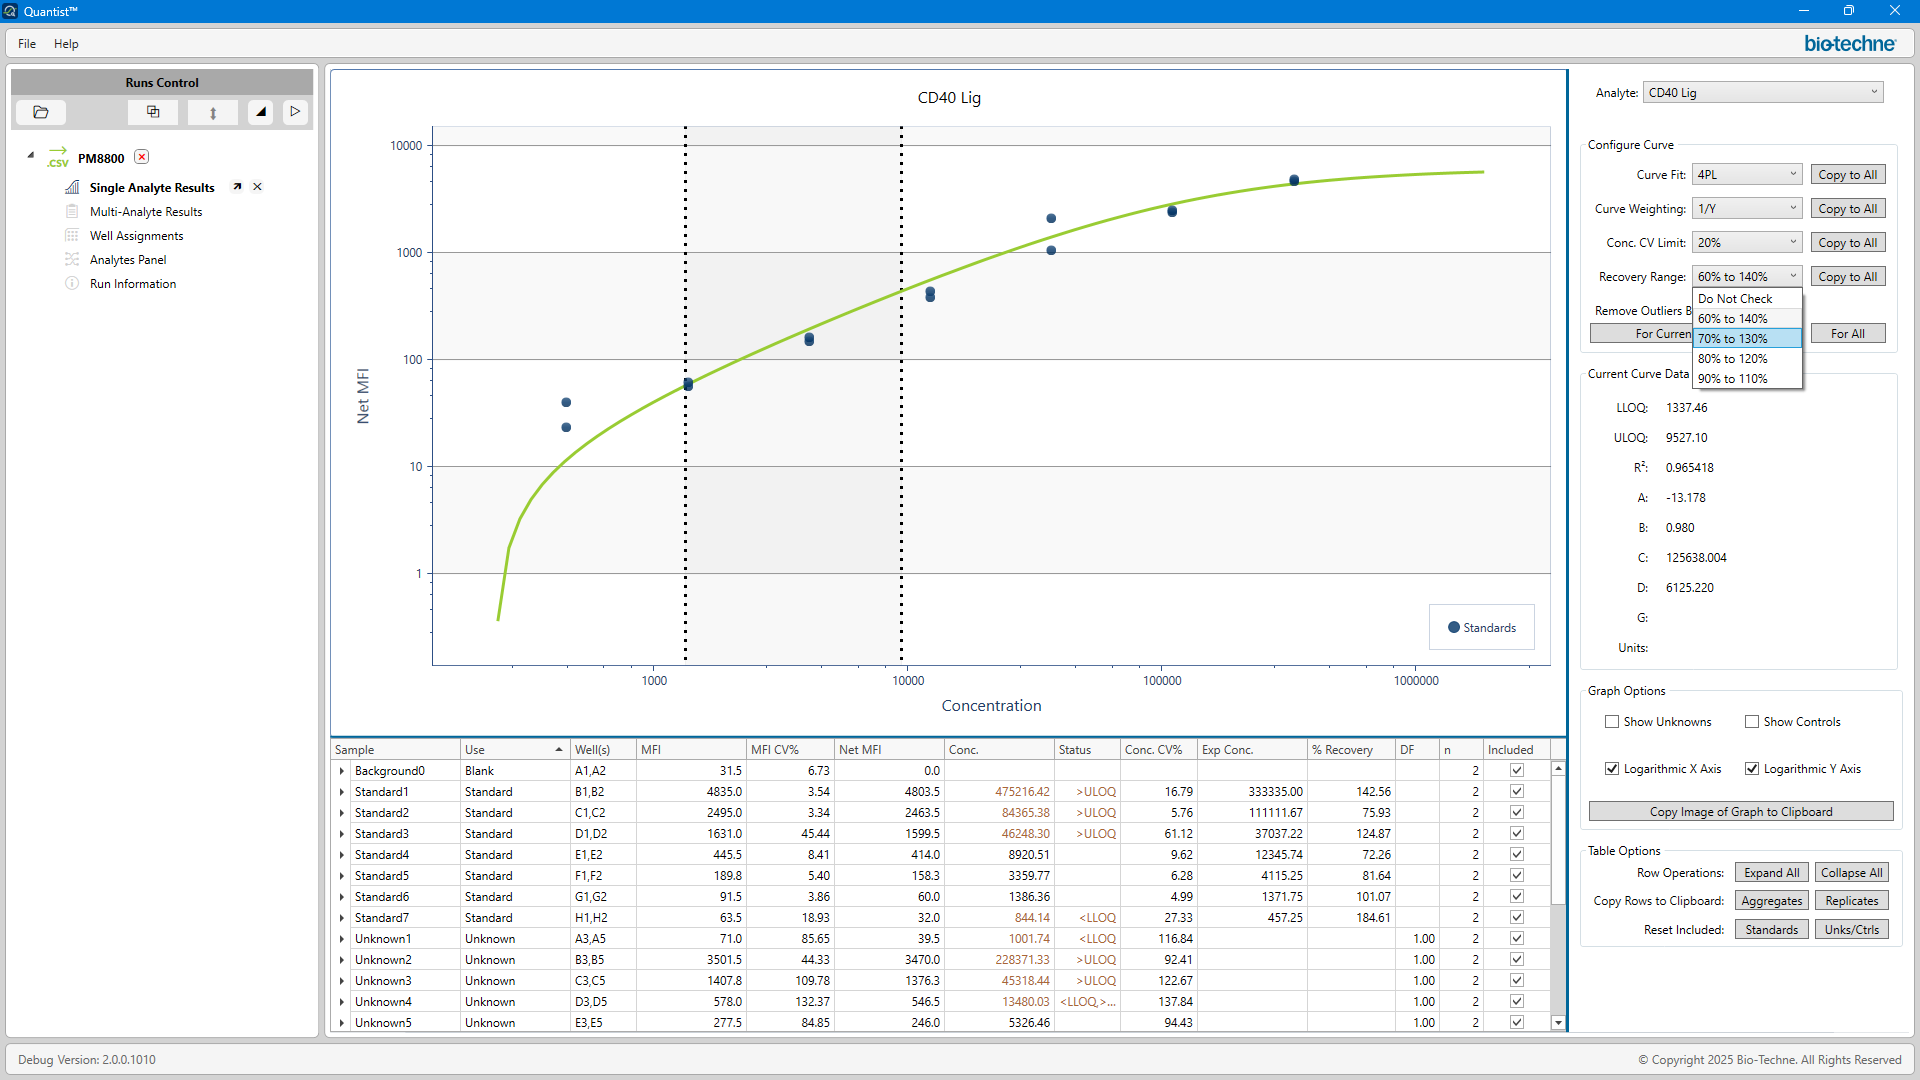 Quantist™
File Help
bio-techne
Runs Control
.CSV PM8800
Single Analyte Results
Multi-Analyte Results
Well Assignments
Analytes Panel
Run Information
CD40 Lig
10000
1000
100
10
1
Net MFI
Standards
1000 10000 100000 1000000
Concentration
Analyte: CD40 Lig
Configure Curve
Curve Fit: 4PL Copy to All
Curve Weighting: 1/Y Copy to All
Conc. CV Limit: 20% Copy to All
Recovery Range: 60% to 140% Copy to All
Do Not Check
60% to 140%
70% to 130%
80% to 120%
90% to 110%
Remove Outliers B
For Curren For All
Current Curve Data
LLOQ: 1337.46
ULOQ: 9527.10
R²: 0.965418
A: -13.178
B: 0.980
C: 125638.004
D: 6125.220
G:
Units:
Graph Options
Show Unknowns Show Controls
Logarithmic X Axis Logarithmic Y Axis
Copy Image of Graph to Clipboard
Table Options
Row Operations: Expand All Collapse All
Copy Rows to Clipboard: Aggregates Replicates
Reset Included: Standards Unks/Ctrls
Sample Use Well(s) MFI MFI CV% Net MFI Conc. Status Conc. CV% Exp Conc. % Recovery DF n Included
Background0 Blank A1,A2 31.5 6.73 0.0 2
Standard1 Standard B1,B2 4835.0 3.54 4803.5 475216.42 >ULOQ 16.79 333335.00 142.56 2
Standard2 Standard C1,C2 2495.0 3.34 2463.5 84365.38 >ULOQ 5.76 111111.67 75.93 2
Standard3 Standard D1,D2 1631.0 45.44 1599.5 46248.30 >ULOQ 61.12 37037.22 124.87 2
Standard4 Standard E1,E2 445.5 8.41 414.0 8920.51 9.62 12345.74 72.26 2
Standard5 Standard F1,F2 189.8 5.40 158.3 3359.77 6.28 4115.25 81.64 2
Standard6 Standard G1,G2 91.5 3.86 60.0 1386.36 4.99 1371.75 101.07 2
Standard7 Standard H1,H2 63.5 18.93 32.0 844.14 <LLOQ 27.33 457.25 184.61 2
Unknown1 Unknown A3,A5 71.0 85.65 39.5 1001.74 <LLOQ 116.84 1.00 2
Unknown2 Unknown B3,B5 3501.5 44.33 3470.0 228371.33 >ULOQ 92.41 1.00 2
Unknown3 Unknown C3,C5 1407.8 109.78 1376.3 45318.44 >ULOQ 122.67 1.00 2
Unknown4 Unknown D3,D5 578.0 132.37 546.5 13480.03 <LLOQ,>... 137.84 1.00 2
Unknown5 Unknown E3,E5 277.5 84.85 246.0 5326.46 94.43 1.00 2
Debug Version: 2.0.0.1010
© Copyright 2025 Bio-Techne. All Rights Reserved